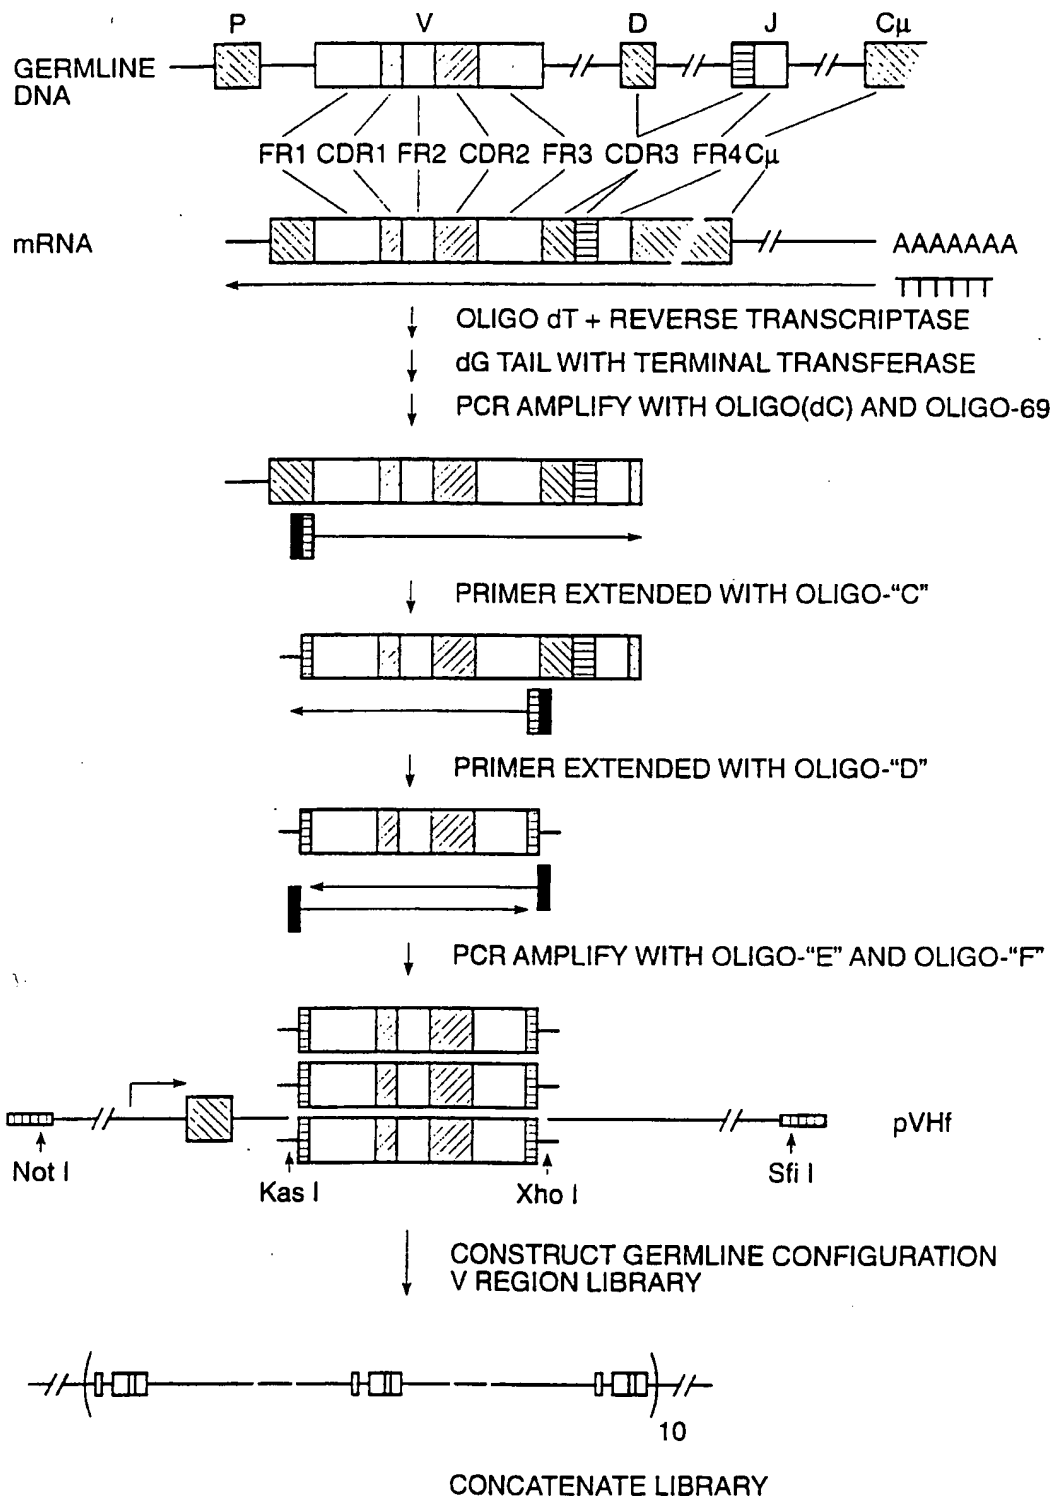 P V D J Cμ
GERMLINE
DNA
FR1 CDR1 FR2 CDR2 FR3 CDR3 FR4 Cμ
mRNA
AAAAAAA
TTTTTT
OLIGO dT + REVERSE TRANSCRIPTASE
dG TAIL WITH TERMINAL TRANSFERASE
PCR AMPLIFY WITH OLIGO(dC) AND OLIGO-69
PRIMER EXTENDED WITH OLIGO-“C”
PRIMER EXTENDED WITH OLIGO-“D”
PCR AMPLIFY WITH OLIGO-“E” AND OLIGO-“F”
pVHf
Not I
Kas I
Xho I
Sfi I
CONSTRUCT GERMLINE CONFIGURATION
V REGION LIBRARY
10
CONCATENATE LIBRARY